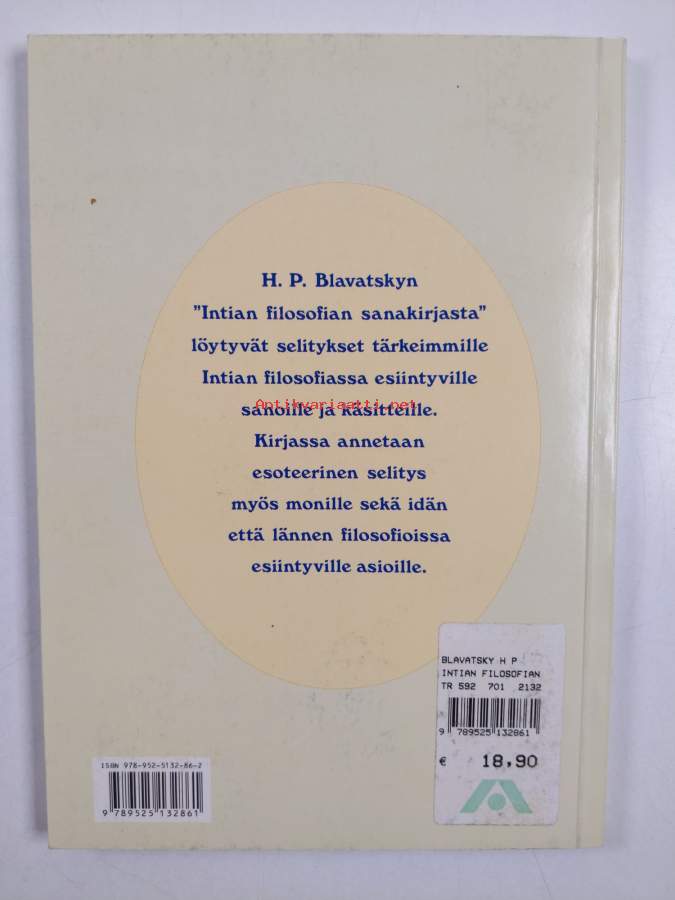 H. P. Blavatskyn
"Intian filosofian sanakirjasta"
löytyvät selitykset tärkeimmille
Intian filosofiassa esiintyville
sanoille ja käsitteille.
Antikvariaatti.net
Kirjassa annetaan
esoteerinen selitys
myös monille sekä idän
että lännen filosofioissa
esiintyville asioille.
BLAVATSKY H P
INTIAN FILOSOFIAN
TR 592 701 2132
9 789525 132861
€ 18,90
ISBN 978-952-5132-86-2
9 789525 132861